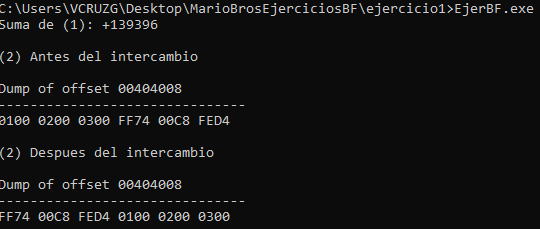 C:\Users\VCRUZG\Desktop\MarioBrosEjerciciosBF\ejercicio1>EjerBF.exe
Suma de (1): +139396
(2) Antes del intercambio
Dump of offset 00404008
-------------------------------
0100 0200 0300 FF74 00C8 FED4
(2) Despues del intercambio
Dump of offset 00404008
-------------------------------
FF74 00C8 FED4 0100 0200 0300